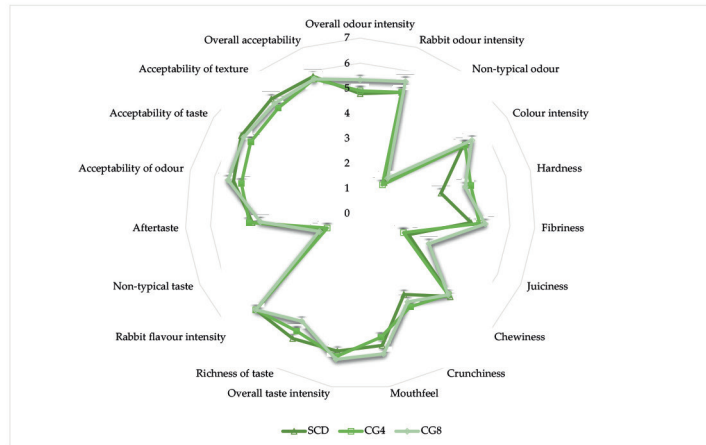 Overall odour intensity
Rabbit odour intensity
Non-typical odour
Colour intensity
Hardness
Fibriness
Juiciness
Chewiness
Crunchiness
Mouthfeel
Overall taste intensity
Richness of taste
Rabbit flavour intensity
Non-typical taste
Aftertaste
Acceptability of odour
Acceptability of taste
Acceptability of texture
Overall acceptability
7
6
5
4
3
2
1
0
SCD CG4 CG8